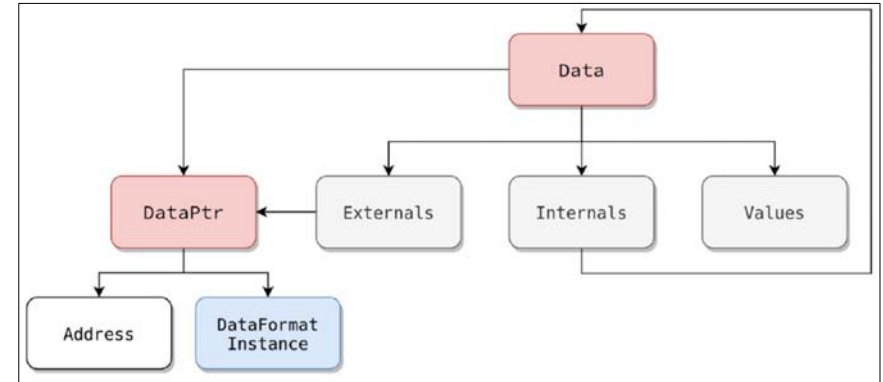 Data
DataPtr
Externals
Internals
Values
Address
DataFormat
Instance